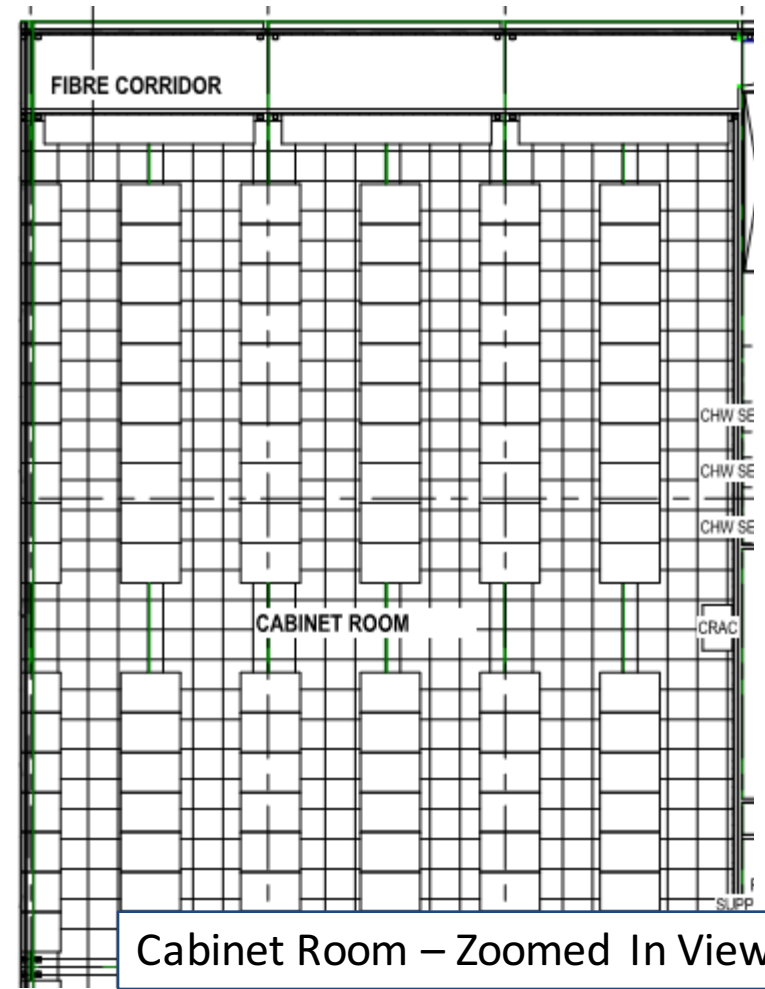 FIBRE CORRIDOR
CHW SE
CHW SE
CHW SE
CABINET ROOM
CRAC
SUPP
Cabinet Room – Zoomed In View